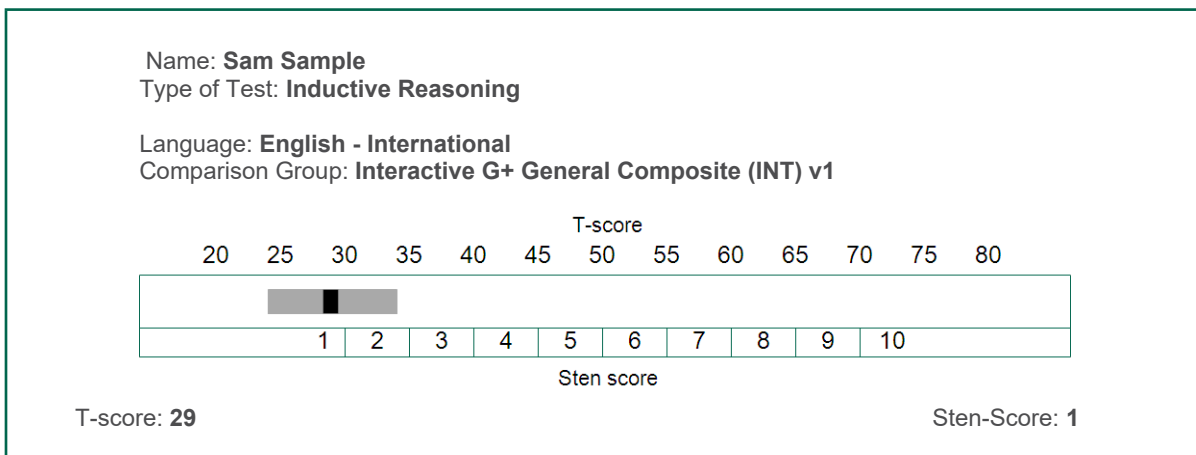 Name: Sam Sample
Type of Test: Inductive Reasoning
Language: English - International
Comparison Group: Interactive G+ General Composite (INT) v1
T-score
20 25 30 35 40 45 50 55 60 65 70 75 80
1 2 3 4 5 6 7 8 9 10
Sten score
T-score: 29 Sten-Score: 1